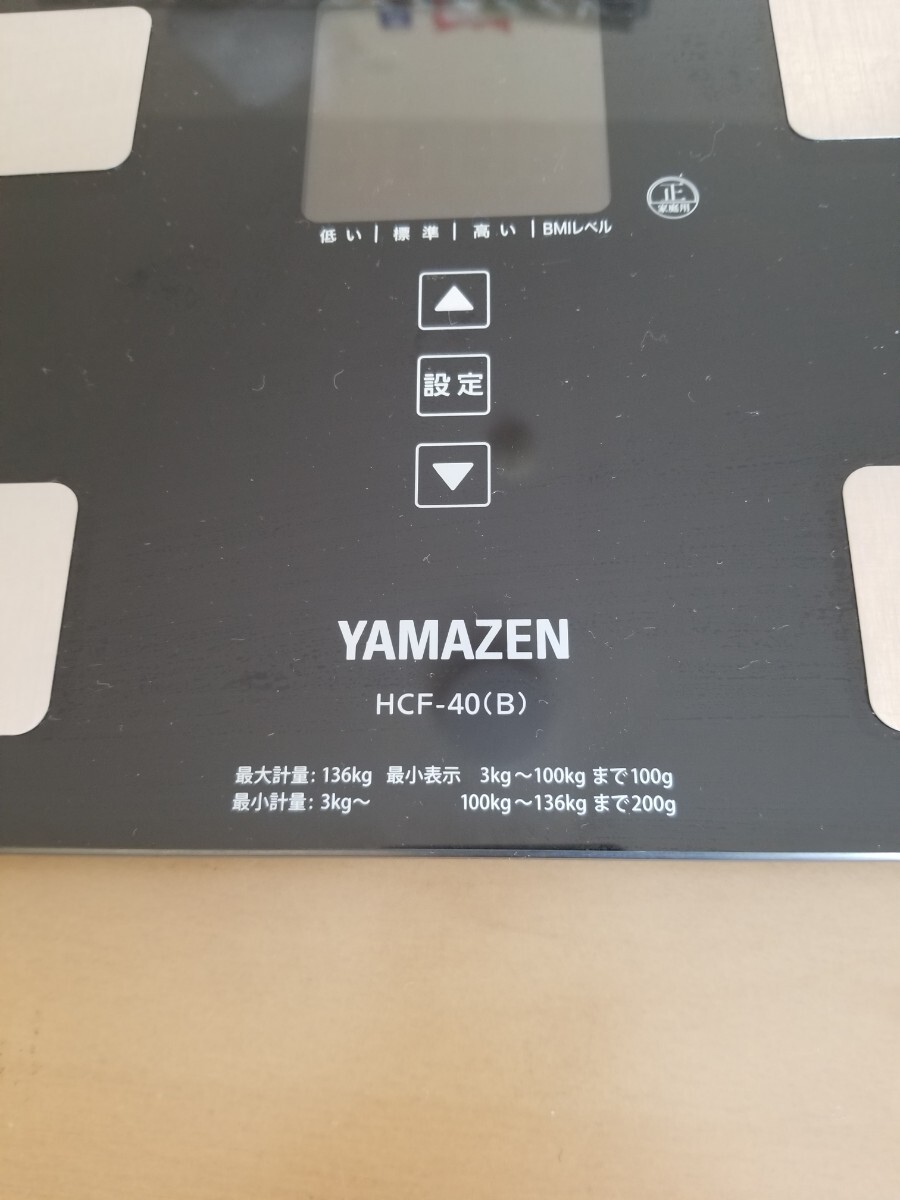 正
家庭用
低い | 標準 | 高い | BMIレベル
設定
YAMAZEN
HCF-40(B)
最大計量: 136kg 最小表示 3kg〜100kg まで100g
最小計量: 3kg〜 100kg〜136kg まで200g